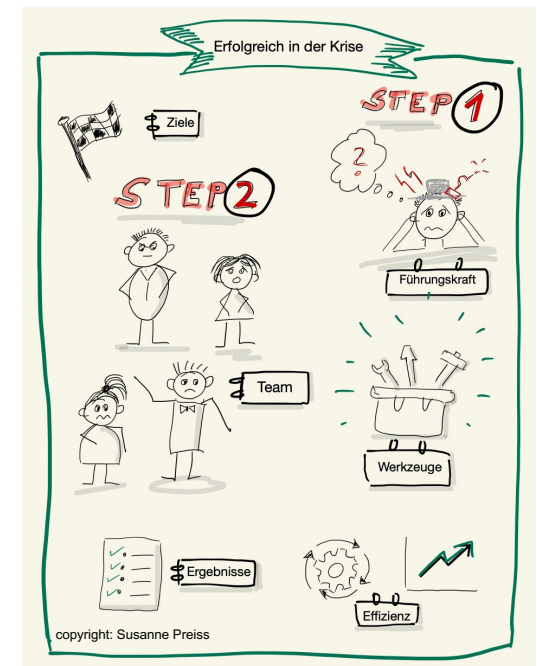 Erfolgreich in der Krise
STEP 1
Ziele
?
STEP 2
Führungskraft
Team
Werkzeuge
Ergebnisse
Effizienz
copyright: Susanne Preiss